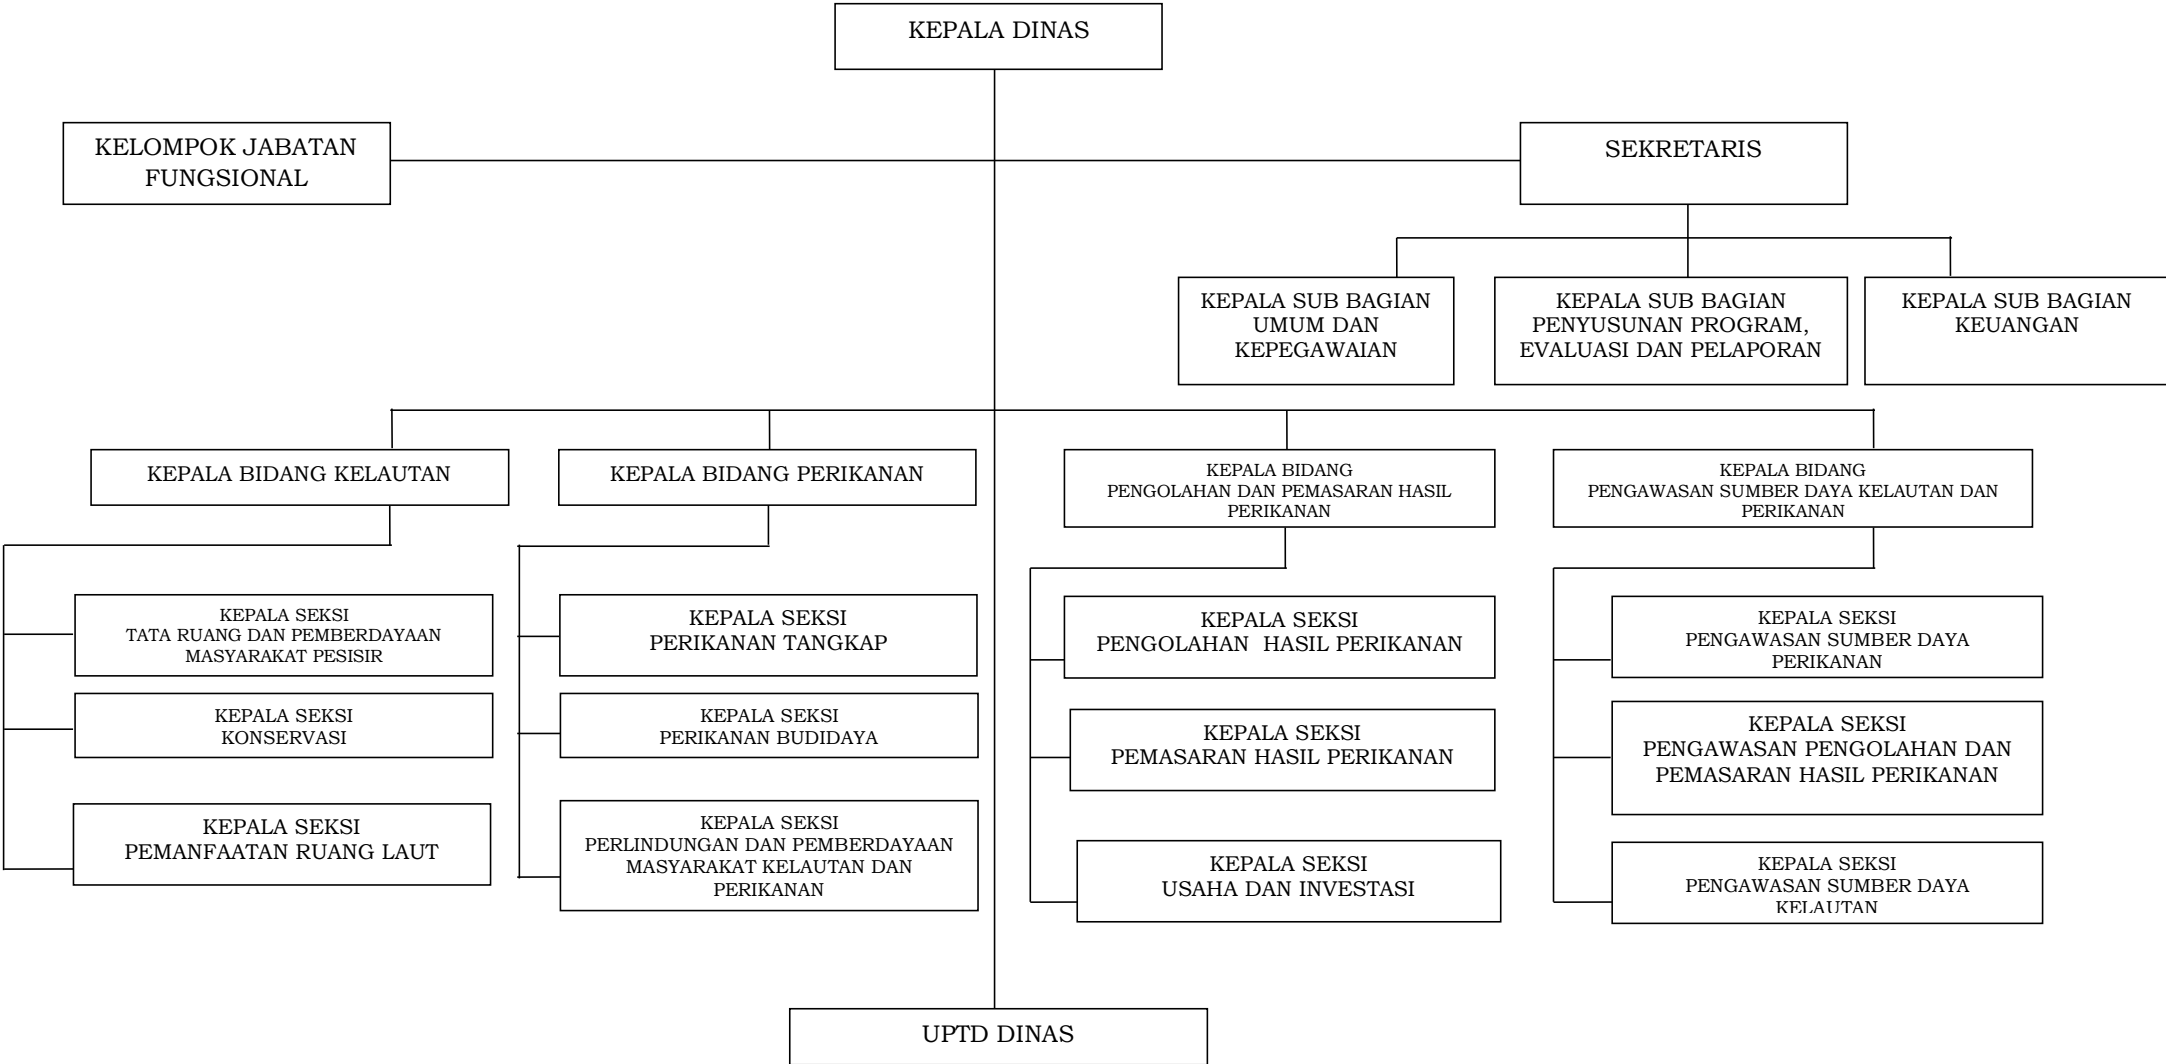 KEPALA DINAS
KELOMPOK JABATAN
FUNGSIONAL
SEKRETARIS
KEPALA SUB BAGIAN
UMUM DAN
KEPEGAWAIAN
KEPALA SUB BAGIAN
PENYUSUNAN PROGRAM,
EVALUASI DAN PELAPORAN
KEPALA SUB BAGIAN
KEUANGAN
KEPALA BIDANG KELAUTAN
KEPALA BIDANG PERIKANAN
KEPALA BIDANG
PENGOLAHAN DAN PEMASARAN HASIL
PERIKANAN
KEPALA BIDANG
PENGAWASAN SUMBER DAYA KELAUTAN DAN
PERIKANAN
KEPALA SEKSI
TATA RUANG DAN PEMBERDAYAAN
MASYARAKAT PESISIR
KEPALA SEKSI
KONSERVASI
KEPALA SEKSI
PEMANFAATAN RUANG LAUT
KEPALA SEKSI
PERIKANAN TANGKAP
KEPALA SEKSI
PERIKANAN BUDIDAYA
KEPALA SEKSI
PERLINDUNGAN DAN PEMBERDAYAAN
MASYARAKAT KELAUTAN DAN
PERIKANAN
KEPALA SEKSI
PENGOLAHAN  HASIL PERIKANAN
KEPALA SEKSI
PEMASARAN HASIL PERIKANAN
KEPALA SEKSI
USAHA DAN INVESTASI
KEPALA SEKSI
PENGAWASAN SUMBER DAYA
PERIKANAN
KEPALA SEKSI
PENGAWASAN PENGOLAHAN DAN
PEMASARAN HASIL PERIKANAN
KEPALA SEKSI
PENGAWASAN SUMBER DAYA
KELAUTAN
UPTD DINAS